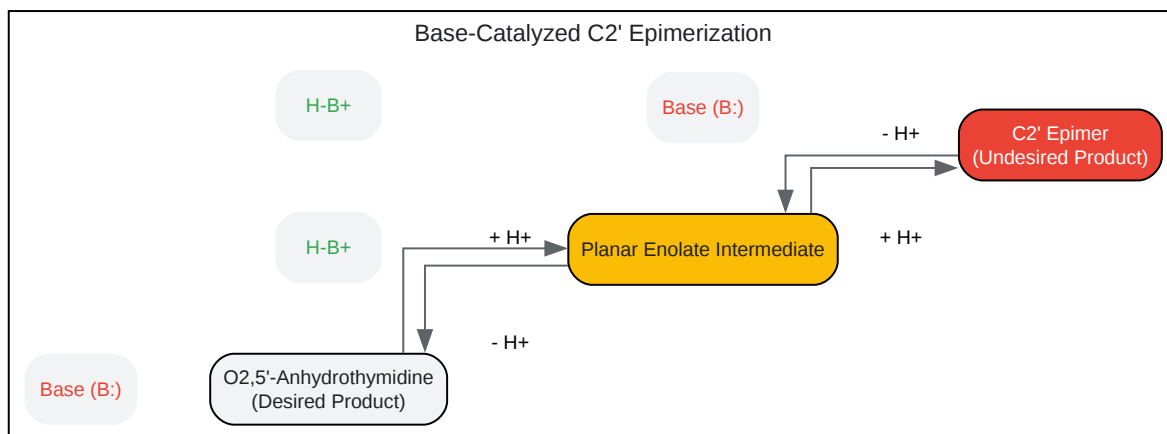 Base-Catalyzed C2' Epimerization
H-B+
Base (B:)
- H+
C2' Epimer
(Undesired Product)
H-B+
+ H+
Planar Enolate Intermediate
+ H+
- H+
Base (B:)
O2,5'-Anhydrothymidine
(Desired Product)